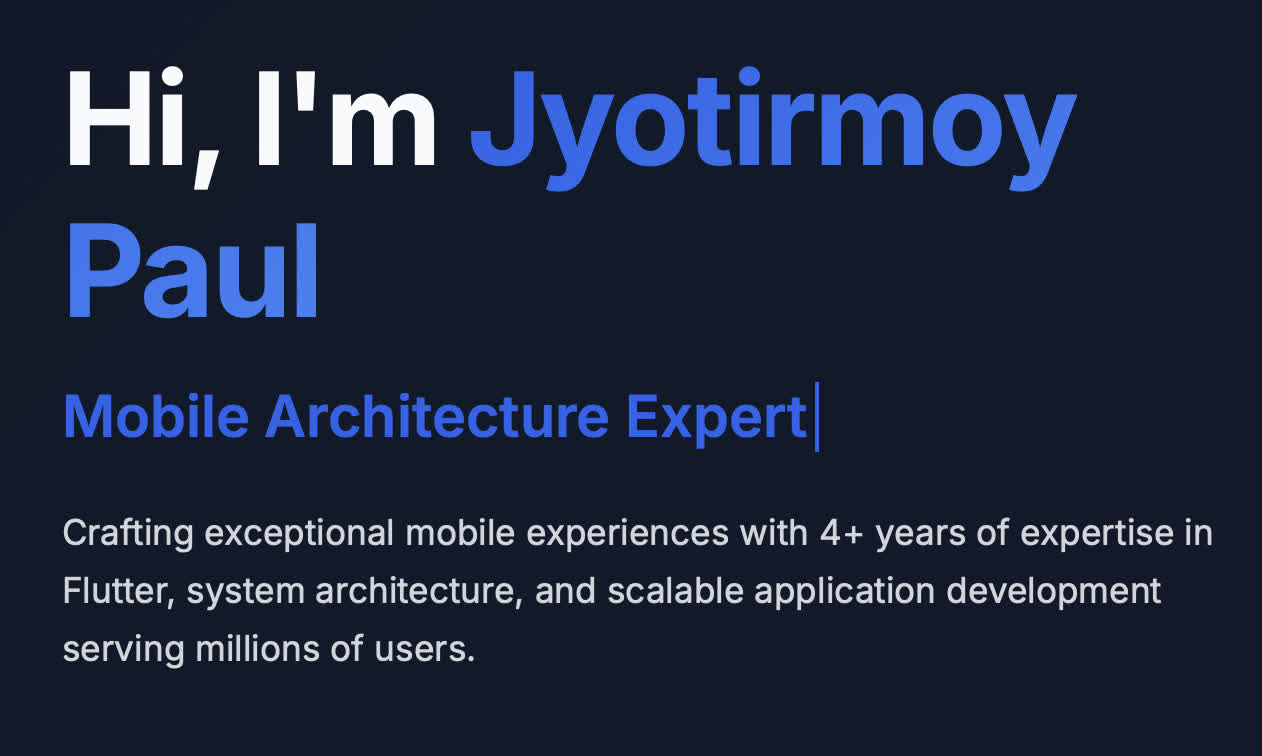 Hi, I'm Jyotirmoy
Paul
Mobile Architecture Expert
Crafting exceptional mobile experiences with 4+ years of expertise in
Flutter, system architecture, and scalable application development
serving millions of users.